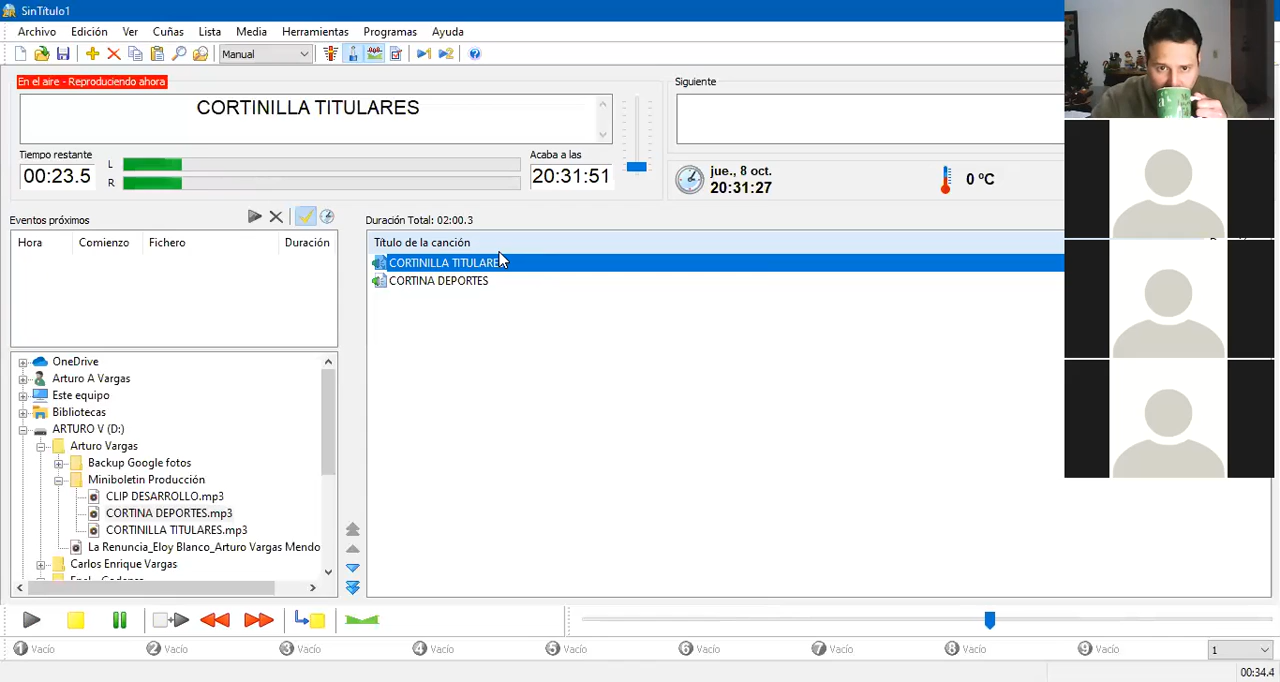 SinTítulo1
Archivo Edición Ver Cuñas Lista Media Herramientas Programas Ayuda
Manual
En el aire - Reproduciendo ahora
Siguiente
CORTINILLA TITULARES
Tiempo restante
L
R
Acaba a las
00:23.5
20:31:51
jue., 8 oct.
20:31:27
0 ºC
Eventos próximos
Duración Total: 02:00.3
Hora Comienzo Fichero Duración
Título de la canción
CORTINILLA TITULARES
CORTINA DEPORTES
OneDrive
Arturo A Vargas
Este equipo
Bibliotecas
ARTURO V (D:)
Arturo Vargas
Backup Google fotos
Miniboletin Producción
CLIP DESARROLLO.mp3
CORTINA DEPORTES.mp3
CORTINILLA TITULARES.mp3
La Renuncia_Eloy Blanco_Arturo Vargas Mendo
Carlos Enrique Vargas
1 Vacío 2 Vacío 3 Vacío 4 Vacío 5 Vacío 6 Vacío 7 Vacío 8 Vacío 9 Vacío 1
00:34.4